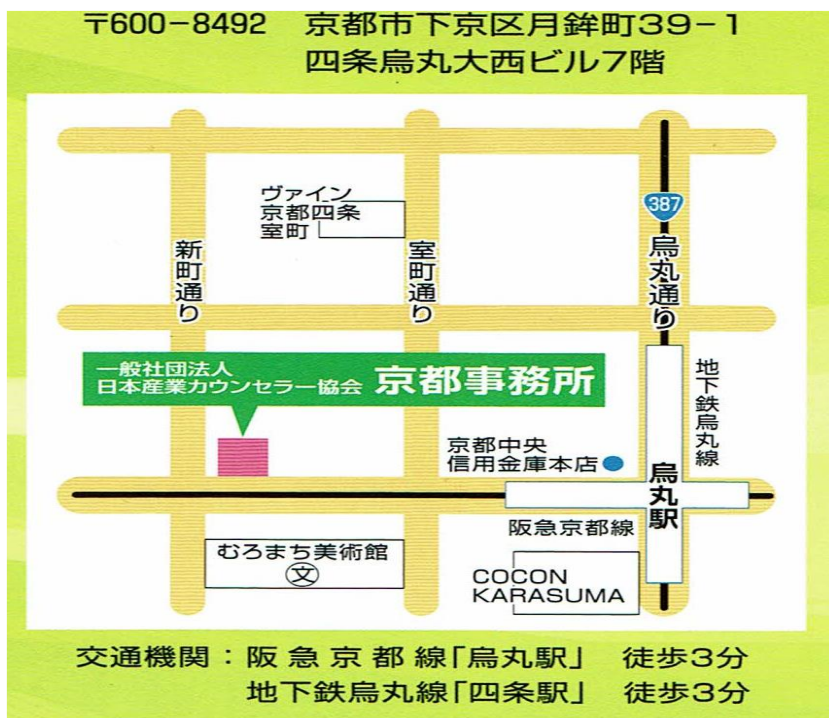 〒600-8492　京都市下京区月鉾町39-1
四条烏丸大西ビル7階
387
ヴァイン
京都四条
室町
新町通り
室町通り
烏丸通り
一般社団法人
日本産業カウンセラー協会 京都事務所
地下鉄烏丸線
京都中央
信用金庫本店
烏丸駅
阪急京都線
むろまち美術館
文
COCON
KARASUMA
交通機関：阪急京都線「烏丸駅」　徒歩3分
地下鉄烏丸線「四条駅」　徒歩3分